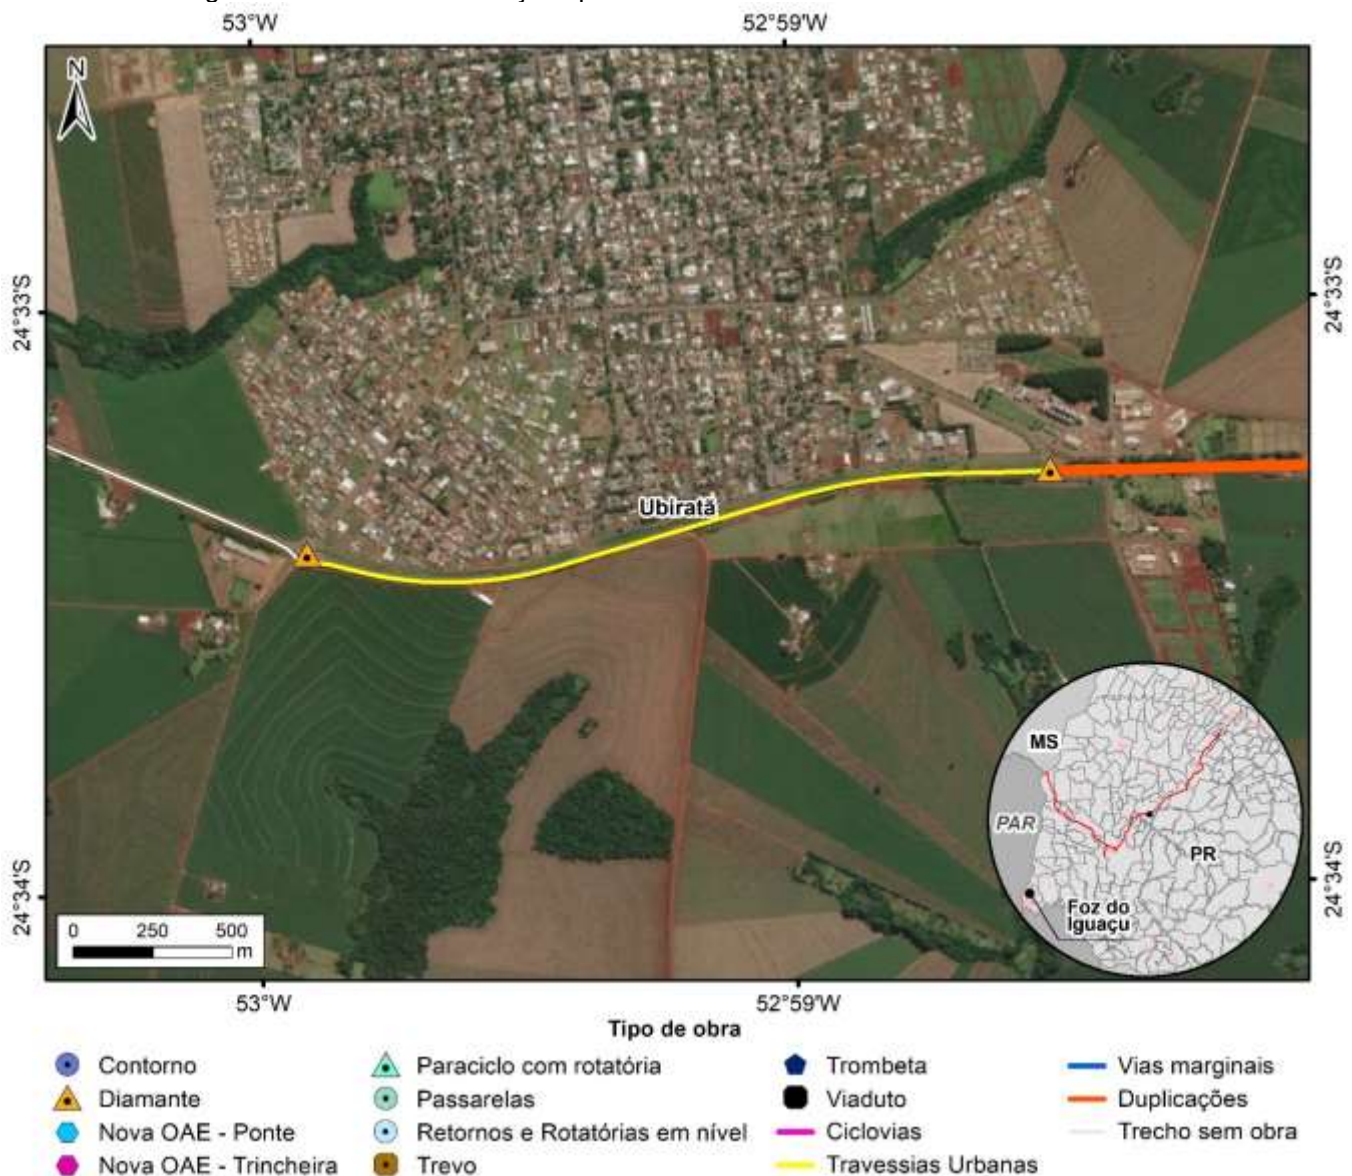 53°W
52°59'W
N
24°33'S
24°33'S
Ubiratã
MS
PAR
PR
Foz do
Iguaçu
24°34'S
24°34'S
0 250 500
m
53°W
52°59'W
Tipo de obra
Contorno
Diamante
Nova OAE - Ponte
Nova OAE - Trincheira
Paraciclo com rotatória
Passarelas
Retornos e Rotatórias em nível
Trevo
Trombeta
Viaduto
Ciclovias
Travessias Urbanas
Vias marginais
Duplicações
Trecho sem obra